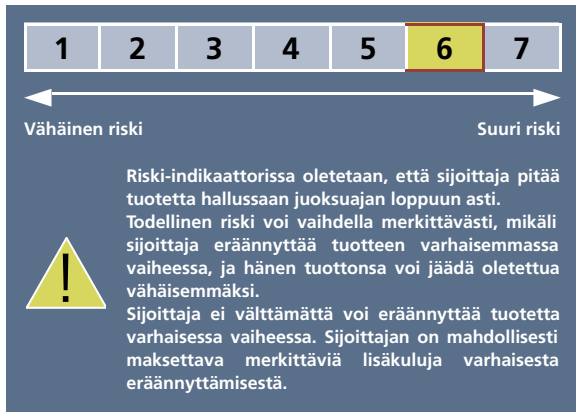 1 2 3 4 5 6 7
Vähäinen riski Suuri riski
Riski-indikaattorissa oletetaan, että sijoittaja pitää
tuotetta hallussaan juoksuajan loppuun asti.
Todellinen riski voi vaihdella merkittävästi, mikäli
sijoittaja eräännyttää tuotteen varhaisemmassa
vaiheessa, ja hänen tuottonsa voi jäädä oletettua
vähäisemmäksi.
Sijoittaja ei välttämättä voi eräännyttää tuotetta
varhaisessa vaiheessa. Sijoittajan on mahdollisesti
maksettava merkittäviä lisäkuluja varhaisesta
eräännyttämisestä.
!